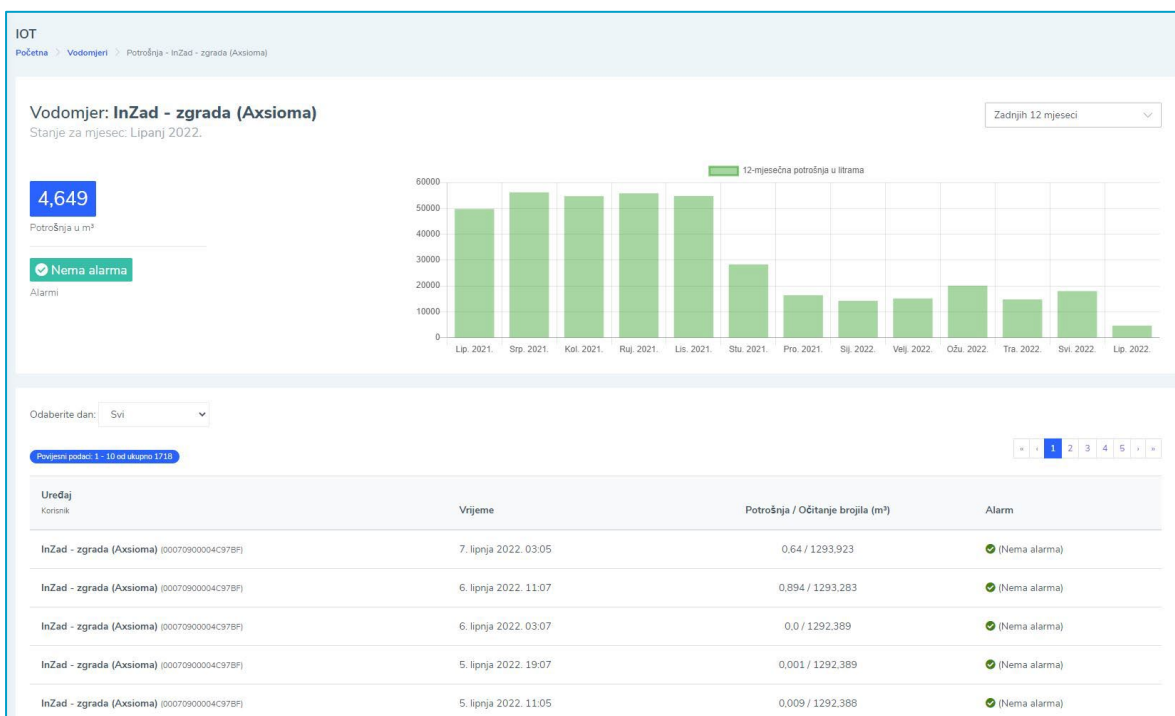 IOT
Početna > Vodomjeri > Potrošnja - InZad - zgrada (Axsioma)
Vodomjer: InZad - zgrada (Axsioma)
Stanje za mjesec: Lipanj 2022.
Zadnjih 12 mjeseci
4,649
Potrošnja u m³
Nema alarma
Alarmi
12-mjesečna potrošnja u litrama
60000
50000
40000
30000
20000
10000
0
Lip. 2021. Srp. 2021. Kol. 2021. Ruj. 2021. Lis. 2021. Stu. 2021. Pro. 2021. Sij. 2022. Velj. 2022. Ožu. 2022. Tra. 2022. Svi. 2022. Lip. 2022.
Odaberite dan: Svi
Povijesni podaci: 1 - 10 od ukupno 1718
« ‹ 1 2 3 4 5 › »
Uređaj
Korisnik
Vrijeme Potrošnja / Očitanje brojila (m³) Alarm
InZad - zgrada (Axsioma) (00070900004C97BF) 7. lipnja 2022. 03:05 0,64 / 1293,923 (Nema alarma)
InZad - zgrada (Axsioma) (00070900004C97BF) 6. lipnja 2022. 11:07 0,894 / 1293,283 (Nema alarma)
InZad - zgrada (Axsioma) (00070900004C97BF) 6. lipnja 2022. 03:07 0,0 / 1292,389 (Nema alarma)
InZad - zgrada (Axsioma) (00070900004C97BF) 5. lipnja 2022. 19:07 0,001 / 1292,389 (Nema alarma)
InZad - zgrada (Axsioma) (00070900004C97BF) 5. lipnja 2022. 11:05 0,009 / 1292,388 (Nema alarma)